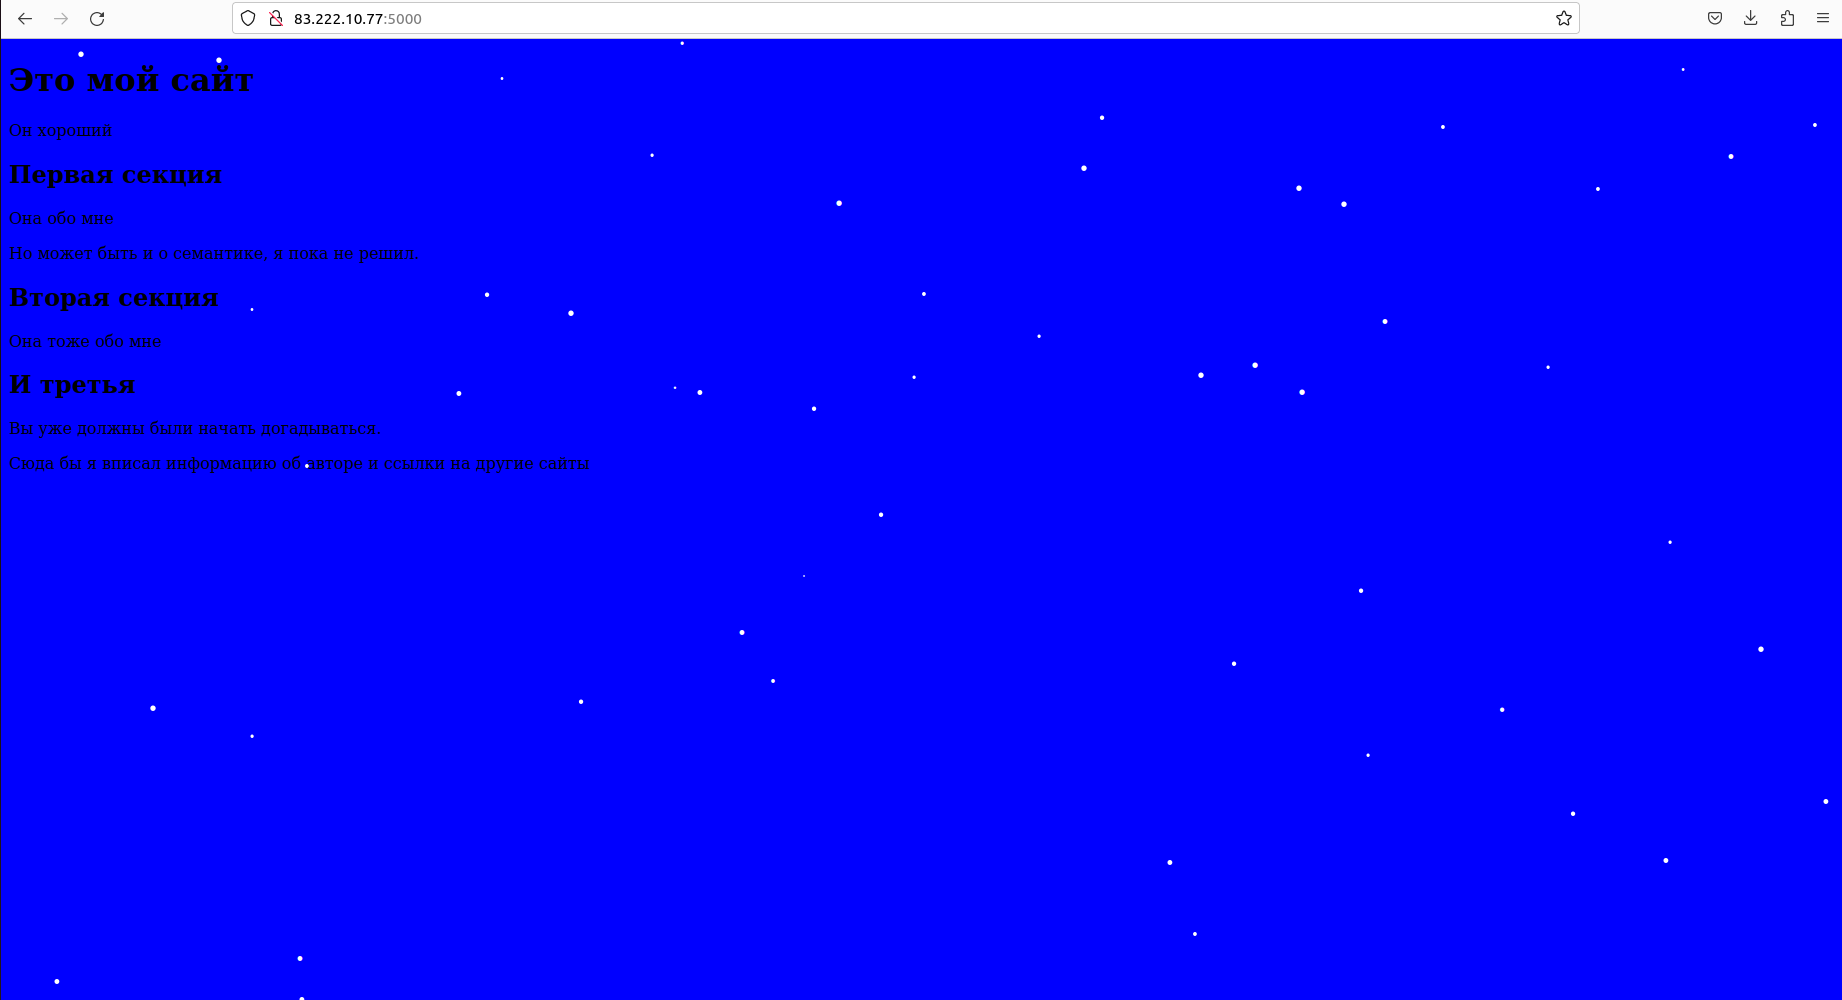 83.222.10.77:5000
Это мой сайт
Он хороший
Первая секция
Она обо мне
Но может быть и о семантике, я пока не решил.
Вторая секция
Она тоже обо мне
И третья
Вы уже должны были начать догадываться.
Сюда бы я вписал информацию об авторе и ссылки на другие сайты